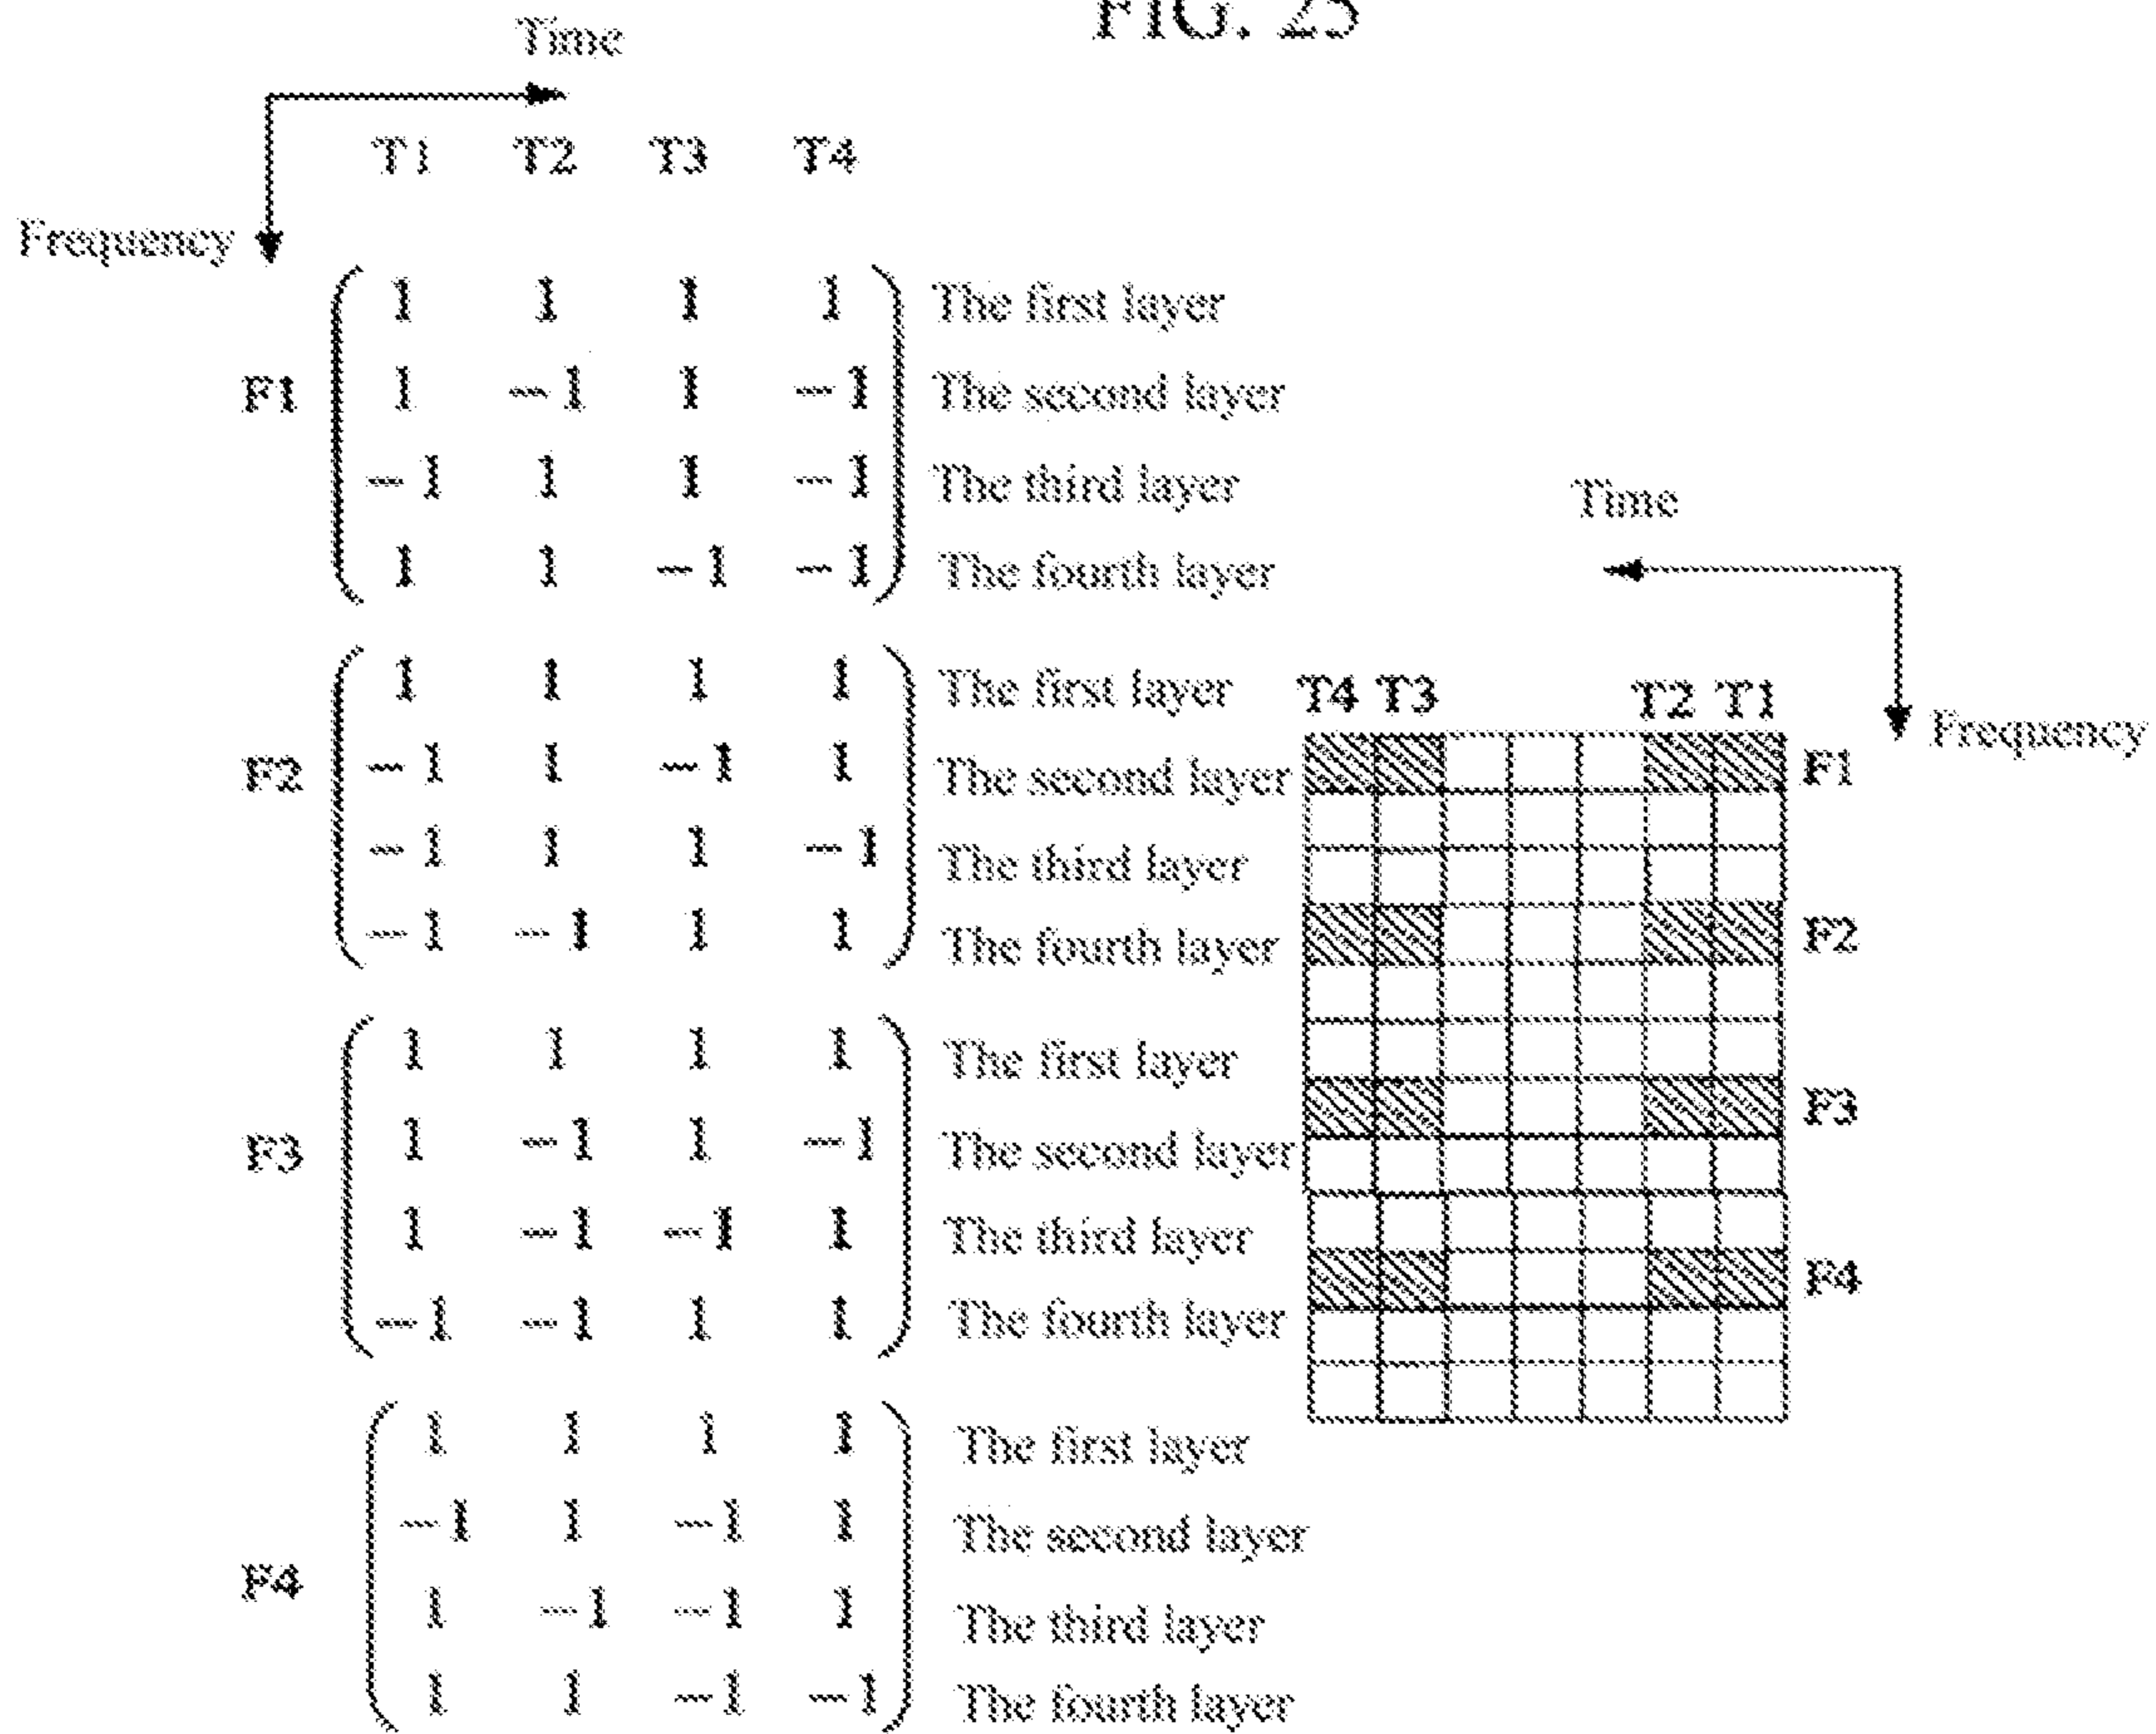 FIG. 25
Time
T1 T2 T3 T4
Frequency
F1
1 1 1 1 The first layer
1 -1 1 -1 The second layer
-1 1 1 -1 The third layer
1 1 -1 -1 The fourth layer
F2
1 1 1 1 The first layer
-1 1 -1 1 The second layer
-1 1 1 -1 The third layer
-1 -1 1 1 The fourth layer
F3
1 1 1 1 The first layer
1 -1 1 -1 The second layer
1 -1 -1 1 The third layer
-1 -1 1 1 The fourth layer
F4
1 1 1 1 The first layer
-1 1 -1 1 The second layer
1 -1 -1 1 The third layer
1 1 -1 -1 The fourth layer
Time
T4 T3 T2 T1
Frequency
F1
F2
F3
F4